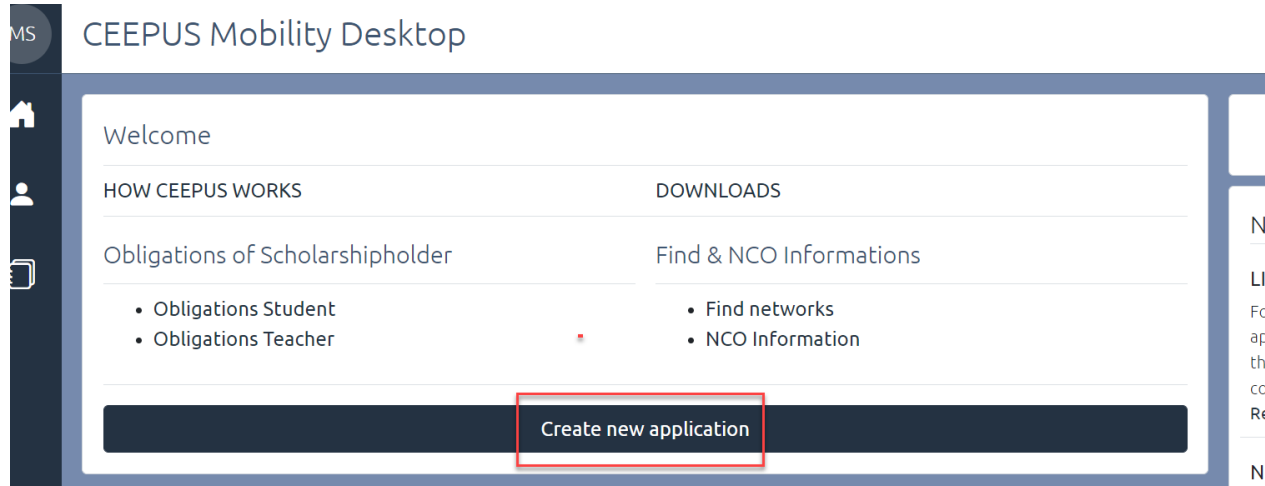 MS
CEEPUS Mobility Desktop
Welcome
HOW CEEPUS WORKS
DOWNLOADS
Obligations of Scholarshipholder
Find & NCO Informations
Obligations Student
Obligations Teacher
Find networks
NCO Information
Create new application